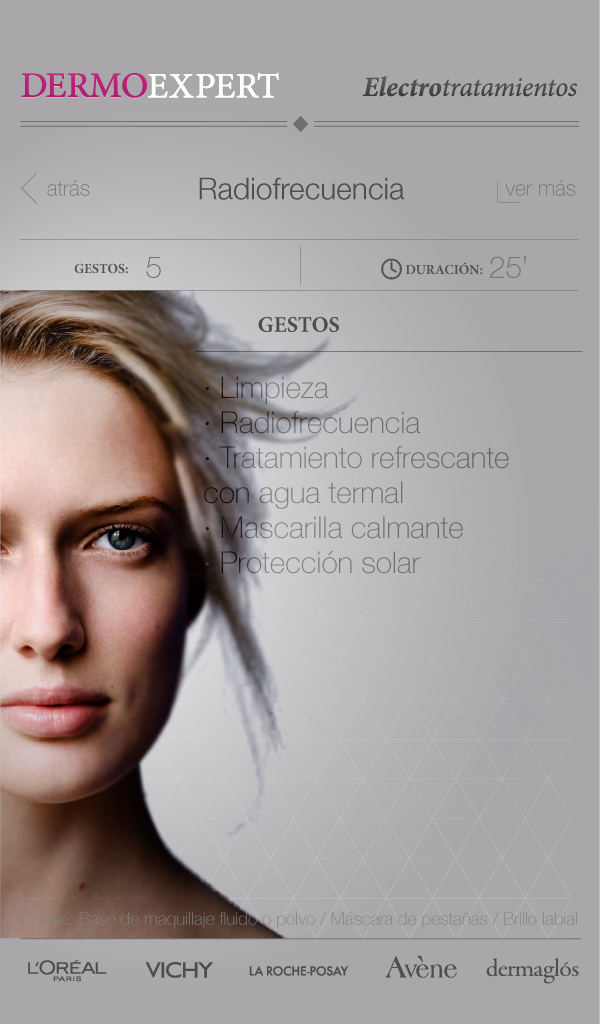 DERMOEXPERT Electrotratamientos
atrás Radiofrecuencia ver más
GESTOS: 5 DURACIÓN: 25’
GESTOS
· Limpieza
· Radiofrecuencia
· Tratamiento refrescante
con agua termal
· Mascarilla calmante
· Protección solar
Base de maquillaje fluido o polvo / Máscara de pestañas / Brillo labial
L'ORÉAL PARIS VICHY LA ROCHE-POSAY Avène dermaglós